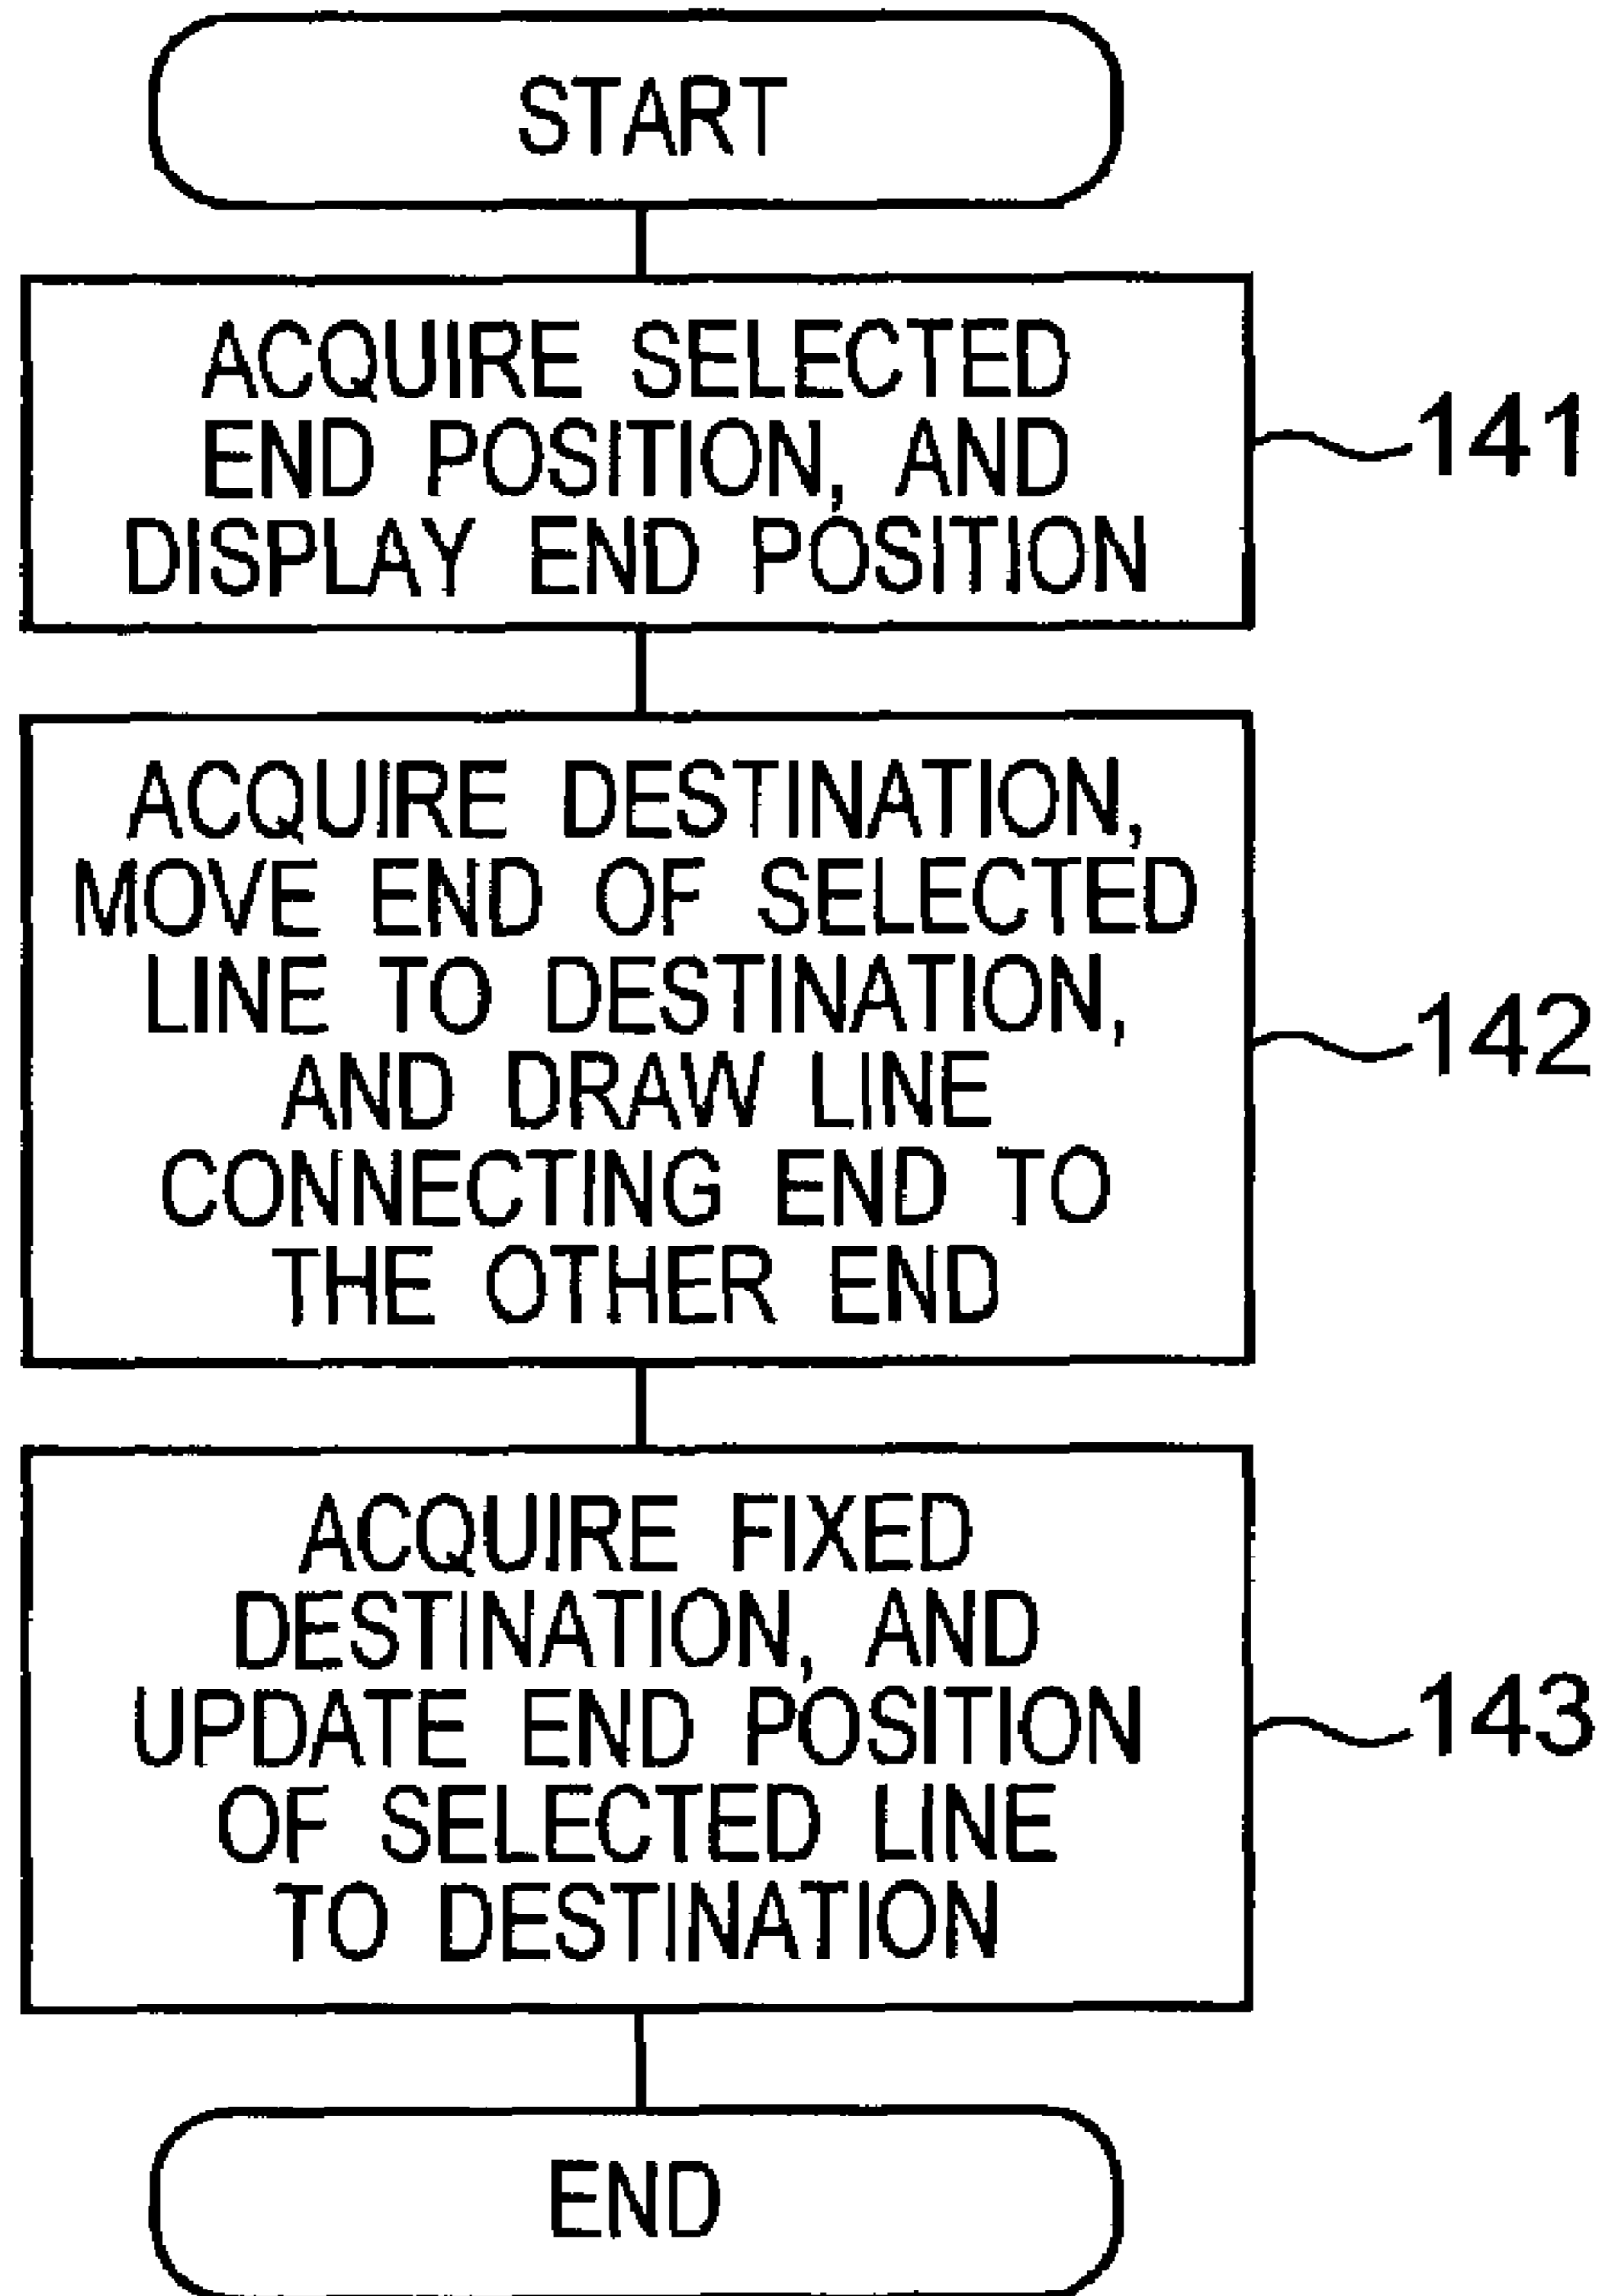 START
ACQUIRE SELECTED
END POSITION, AND
DISPLAY END POSITION
141
ACQUIRE DESTINATION,
MOVE END OF SELECTED
LINE TO DESTINATION,
AND DRAW LINE
CONNECTING END TO
THE OTHER END
142
ACQUIRE FIXED
DESTINATION, AND
UPDATE END POSITION
OF SELECTED LINE
TO DESTINATION
143
END